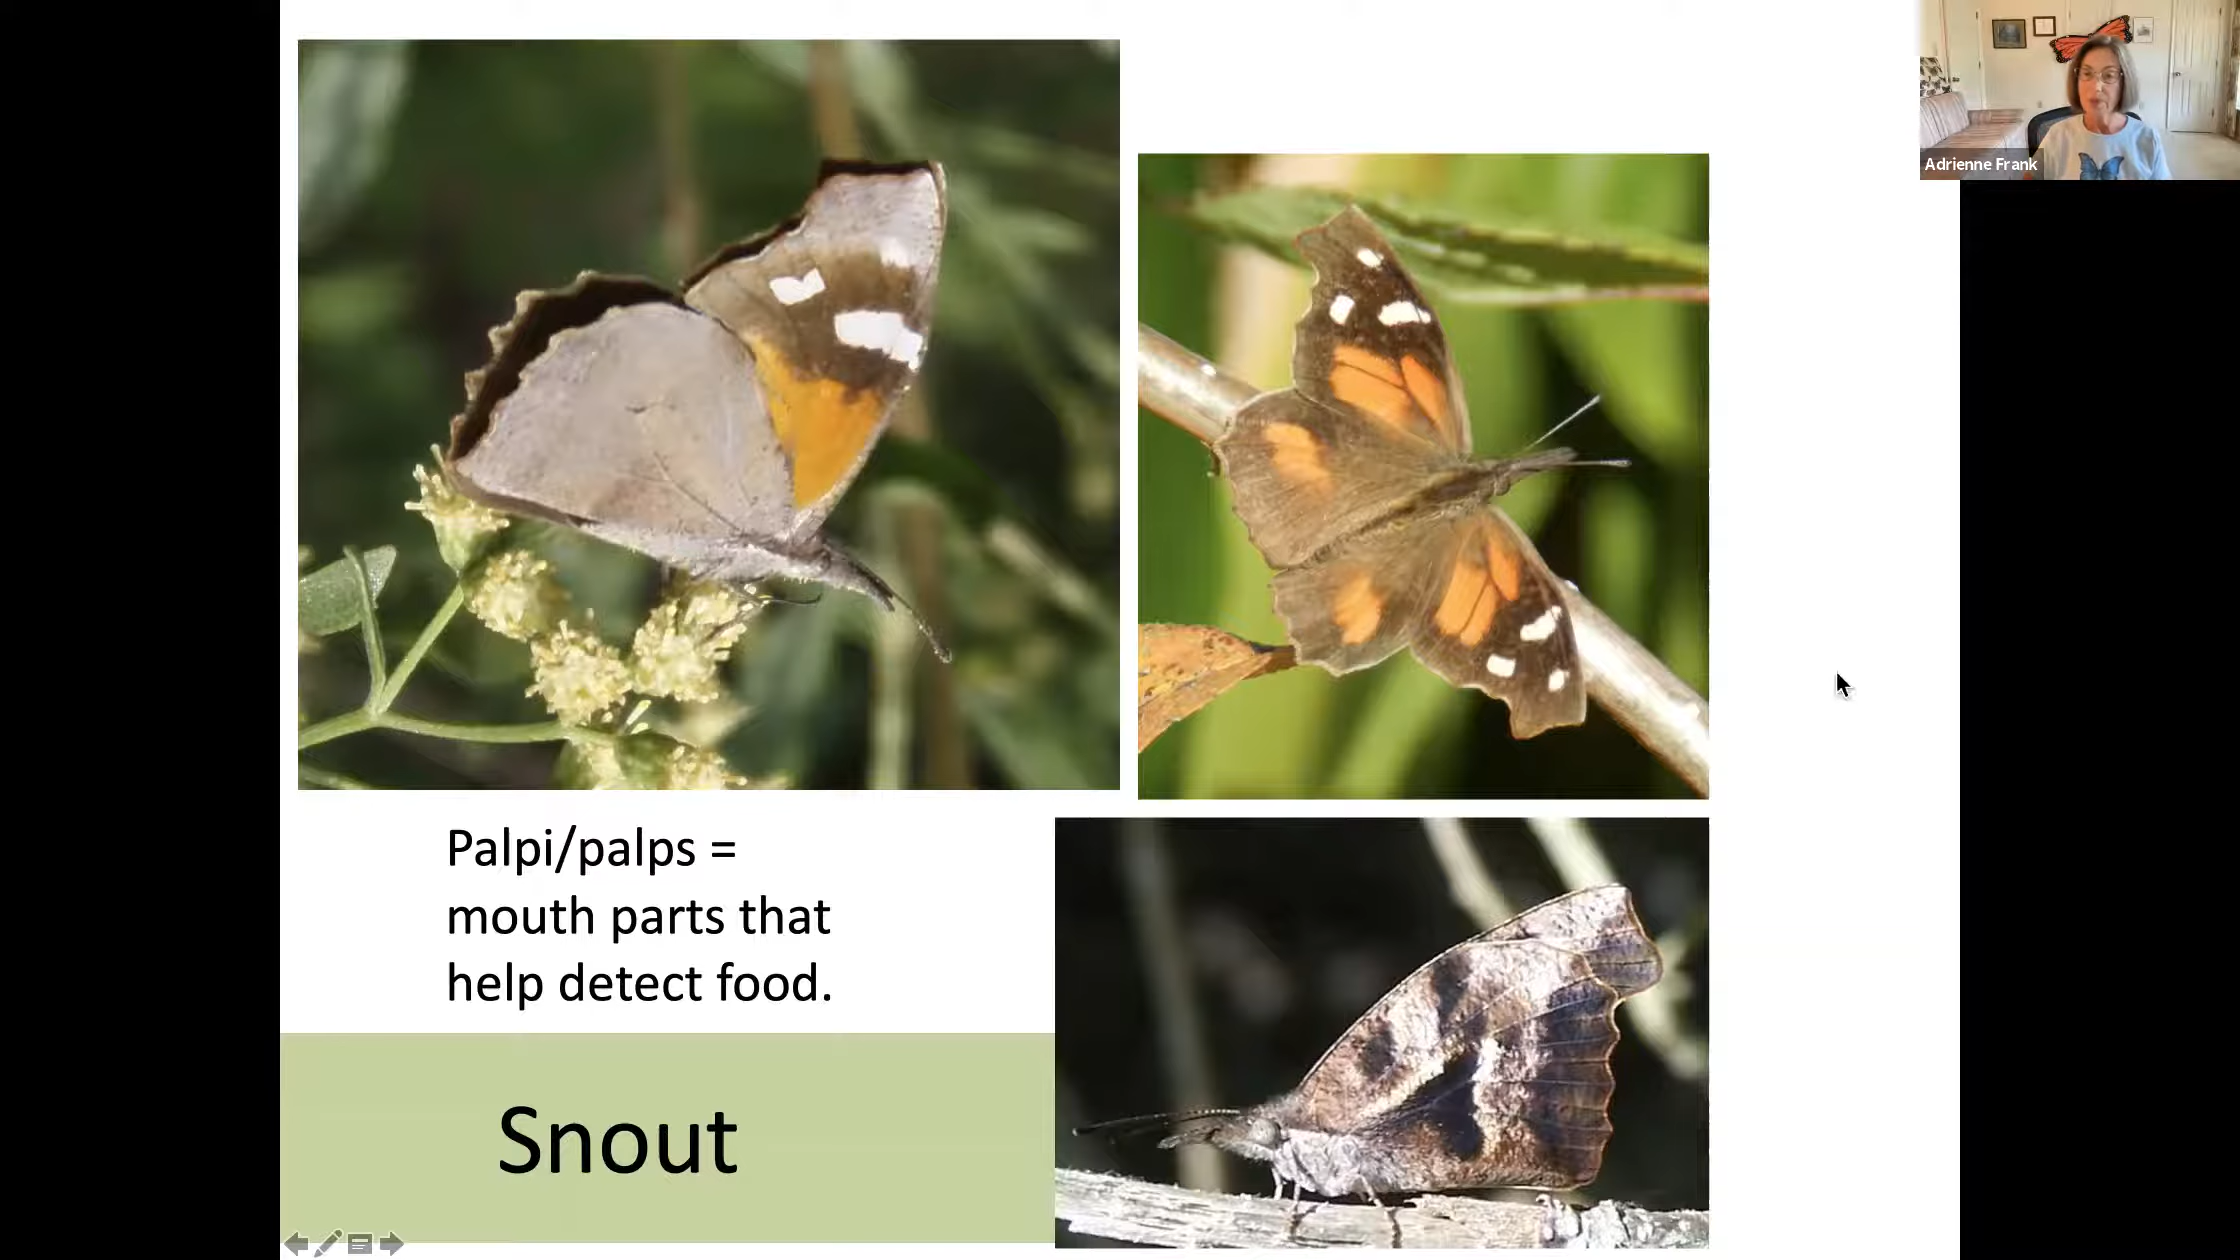 Adrienne Frank
Palpi/palps =
mouth parts that
help detect food.
Snout